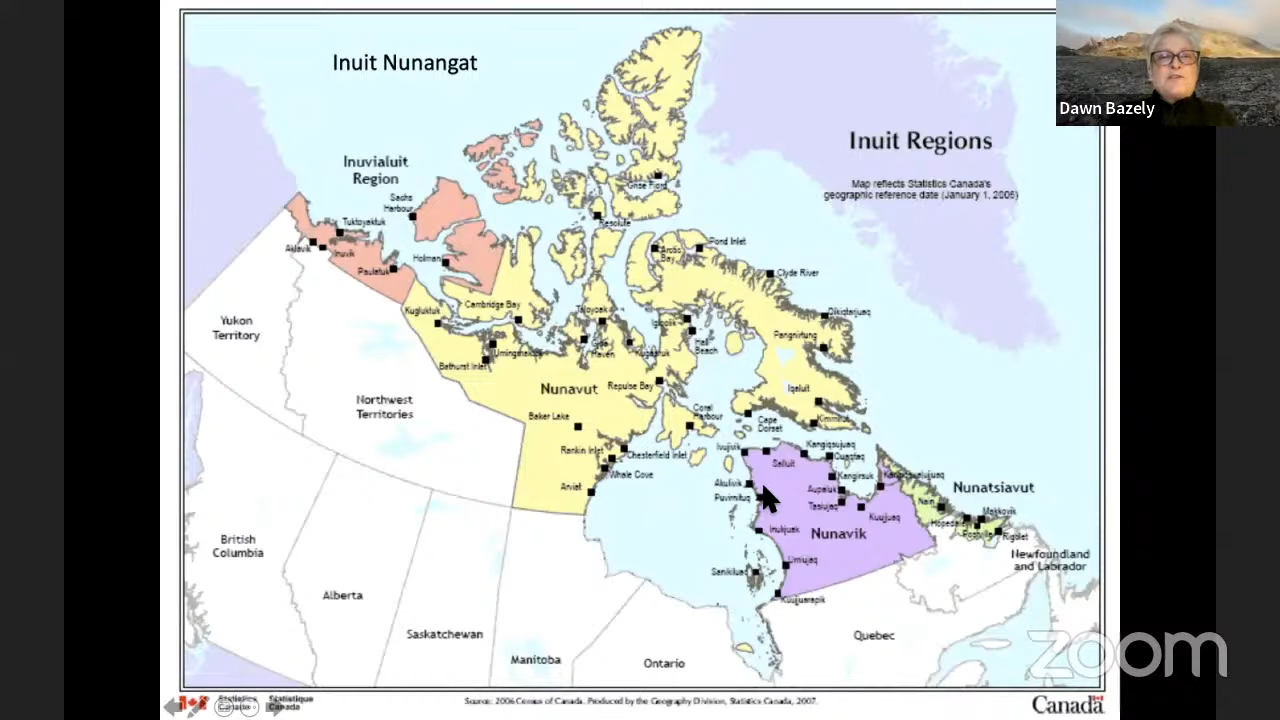 Inuit Nunangat
Dawn Bazely
Inuit Regions
Map reflects Statistics Canada's
geographic reference date (January 1, 2006)
Inuvialuit
Region
Sachs
Harbour
Tuktoyaktuk
Aklavik
Inuvik
Paulatuk
Holman
Grise Fiord
Resolute
Arctic
Bay
Pond Inlet
Clyde River
Qikiqtarjuaq
Pangnirtung
Kugluktuk
Cambridge Bay
Taloyoak
Igloolik
Hall
Beach
Gjoa
Haven
Kugaaruk
Umingmaktok
Bathurst Inlet
Yukon
Territory
Northwest
Territories
Nunavut
Repulse Bay
Iqaluit
Baker Lake
Coral
Harbour
Cape
Dorset
Kimmirut
Rankin Inlet
Chesterfield Inlet
Whale Cove
Arviat
Ivujivik
Salluit
Kangiqsujuaq
Quaqtaq
Akulivik
Kangirsuk
Kangiqsualujjuaq
Puvirnituq
Aupaluk
Tasiujaq
Kuujjuaq
Nunavik
Inukjuak
Umiujaq
Sanikiluaq
Kuujjuarapik
Nunatsiavut
Nain
Makkovik
Hopedale
Postville
Rigolet
Newfoundland
and Labrador
British
Columbia
Alberta
Saskatchewan
Manitoba
Ontario
Quebec
zoom
Statistics
Canada
Statistique
Canada
Source: 2006 Census of Canada. Produced by the Geography Division, Statistics Canada, 2007.
Canada